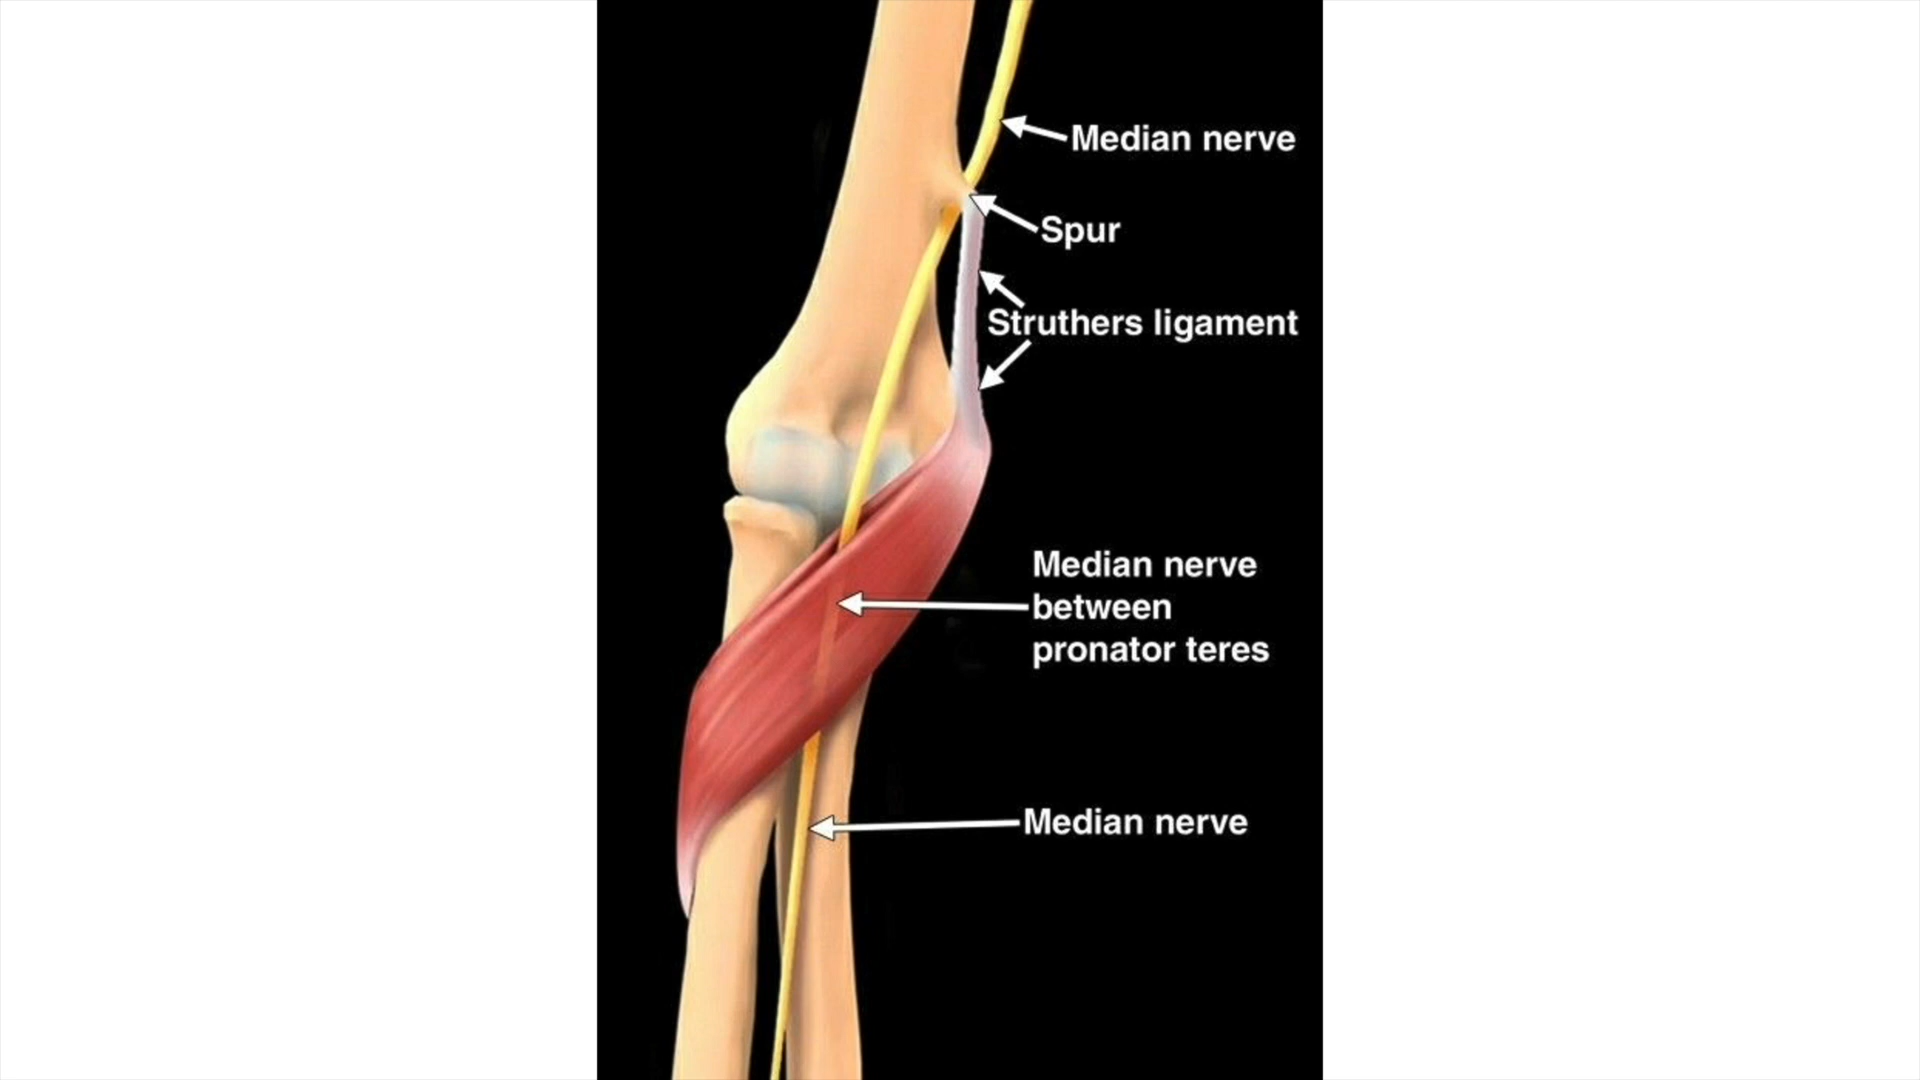 Median nerve
Spur
Struthers ligament
Median nerve
between
pronator teres
Median nerve